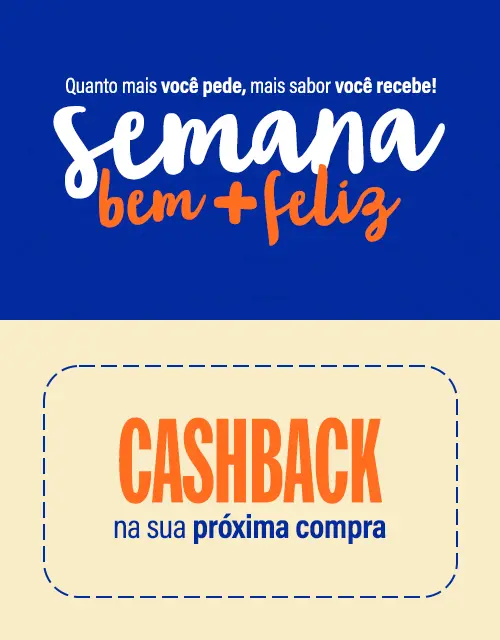 Quanto mais você pede, mais sabor você recebe!
semana
bem + feliz
CASHBACK
na sua próxima compra